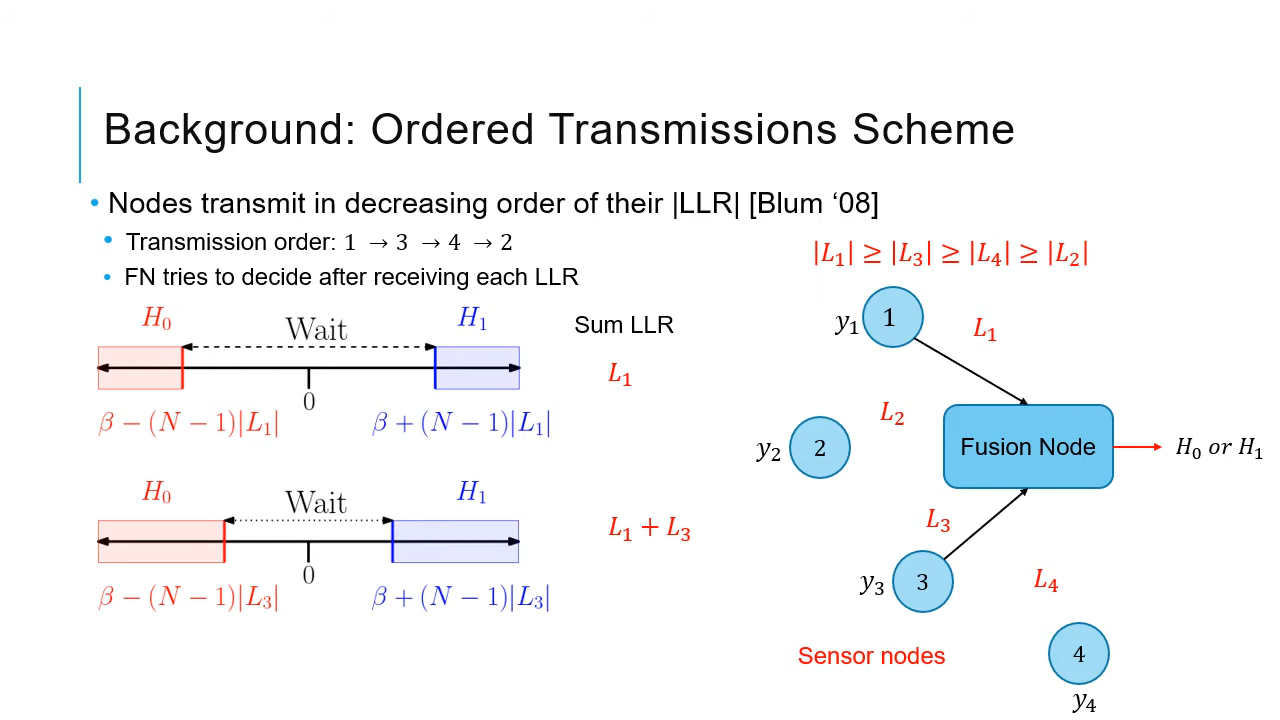 Background: Ordered Transmissions Scheme
• Nodes transmit in decreasing order of their |LLR| [Blum ‘08]
• Transmission order: 1 → 3 → 4 → 2
• FN tries to decide after receiving each LLR
|L₁| ≥ |L₃| ≥ |L₄| ≥ |L₂|
H₀ Wait H₁
Sum LLR
0
L₁
β − (N − 1)|L₁| β + (N − 1)|L₁|
H₀ Wait H₁
0
L₁ + L₃
β − (N − 1)|L₃| β + (N − 1)|L₃|
y₁ 1 L₁
L₂
y₂ 2
Fusion Node
H₀ or H₁
L₃
y₃ 3
L₄
Sensor nodes
4
y₄